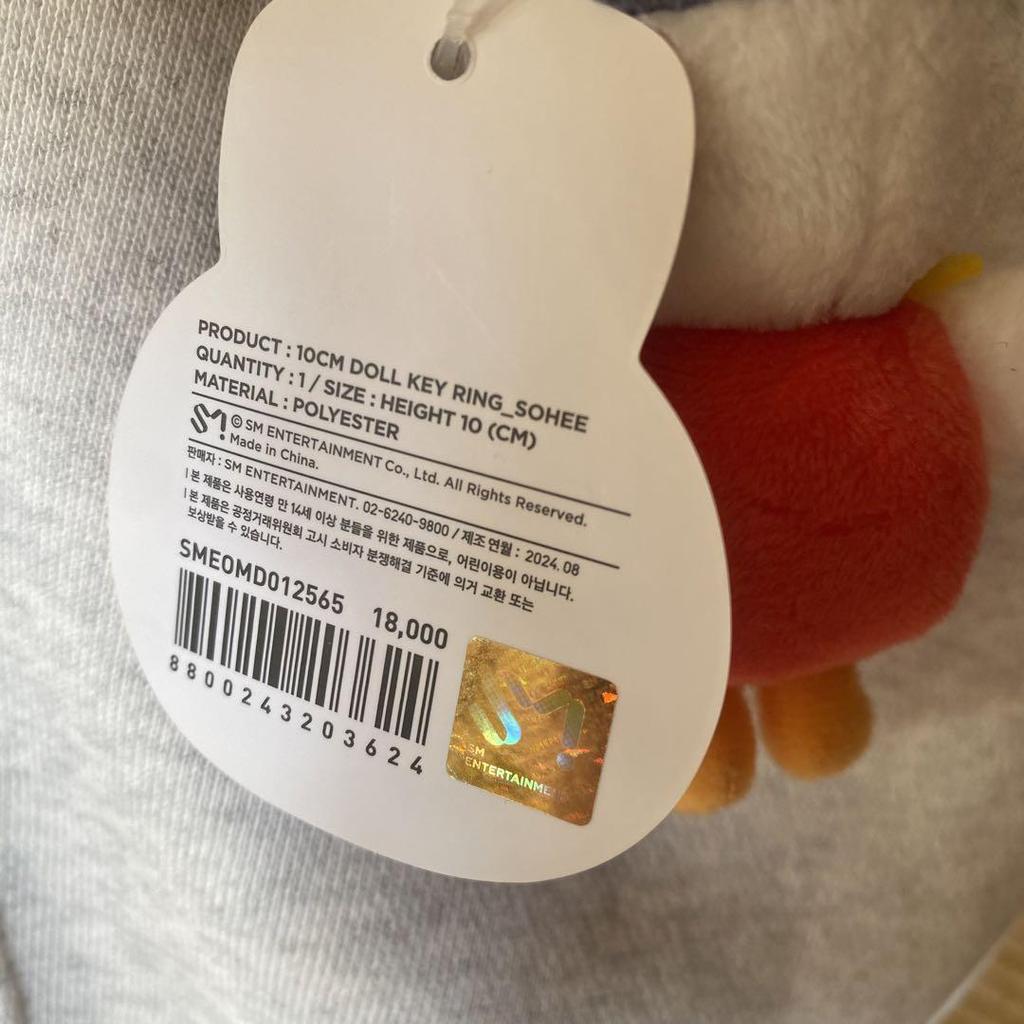 PRODUCT : 10CM DOLL KEY RING_SOHEE
QUANTITY : 1 / SIZE : HEIGHT 10 (CM)
MATERIAL : POLYESTER
SM
© SM ENTERTAINMENT Co., Ltd. All Rights Reserved.
Made in China.
판매자 : SM ENTERTAINMENT. 02-6240-9800 / 제조 연월 : 2024. 08
| 본 제품은 사용연령 만 14세 이상 분들을 위한 제품으로, 어린이용이 아닙니다.
| 본 제품은 공정거래위원회 고시 소비자 분쟁해결 기준에 의거 교환 또는
보상받을 수 있습니다.
SMEOMD012565 18,000
8800243203624
SM
SM
ENTERTAINME